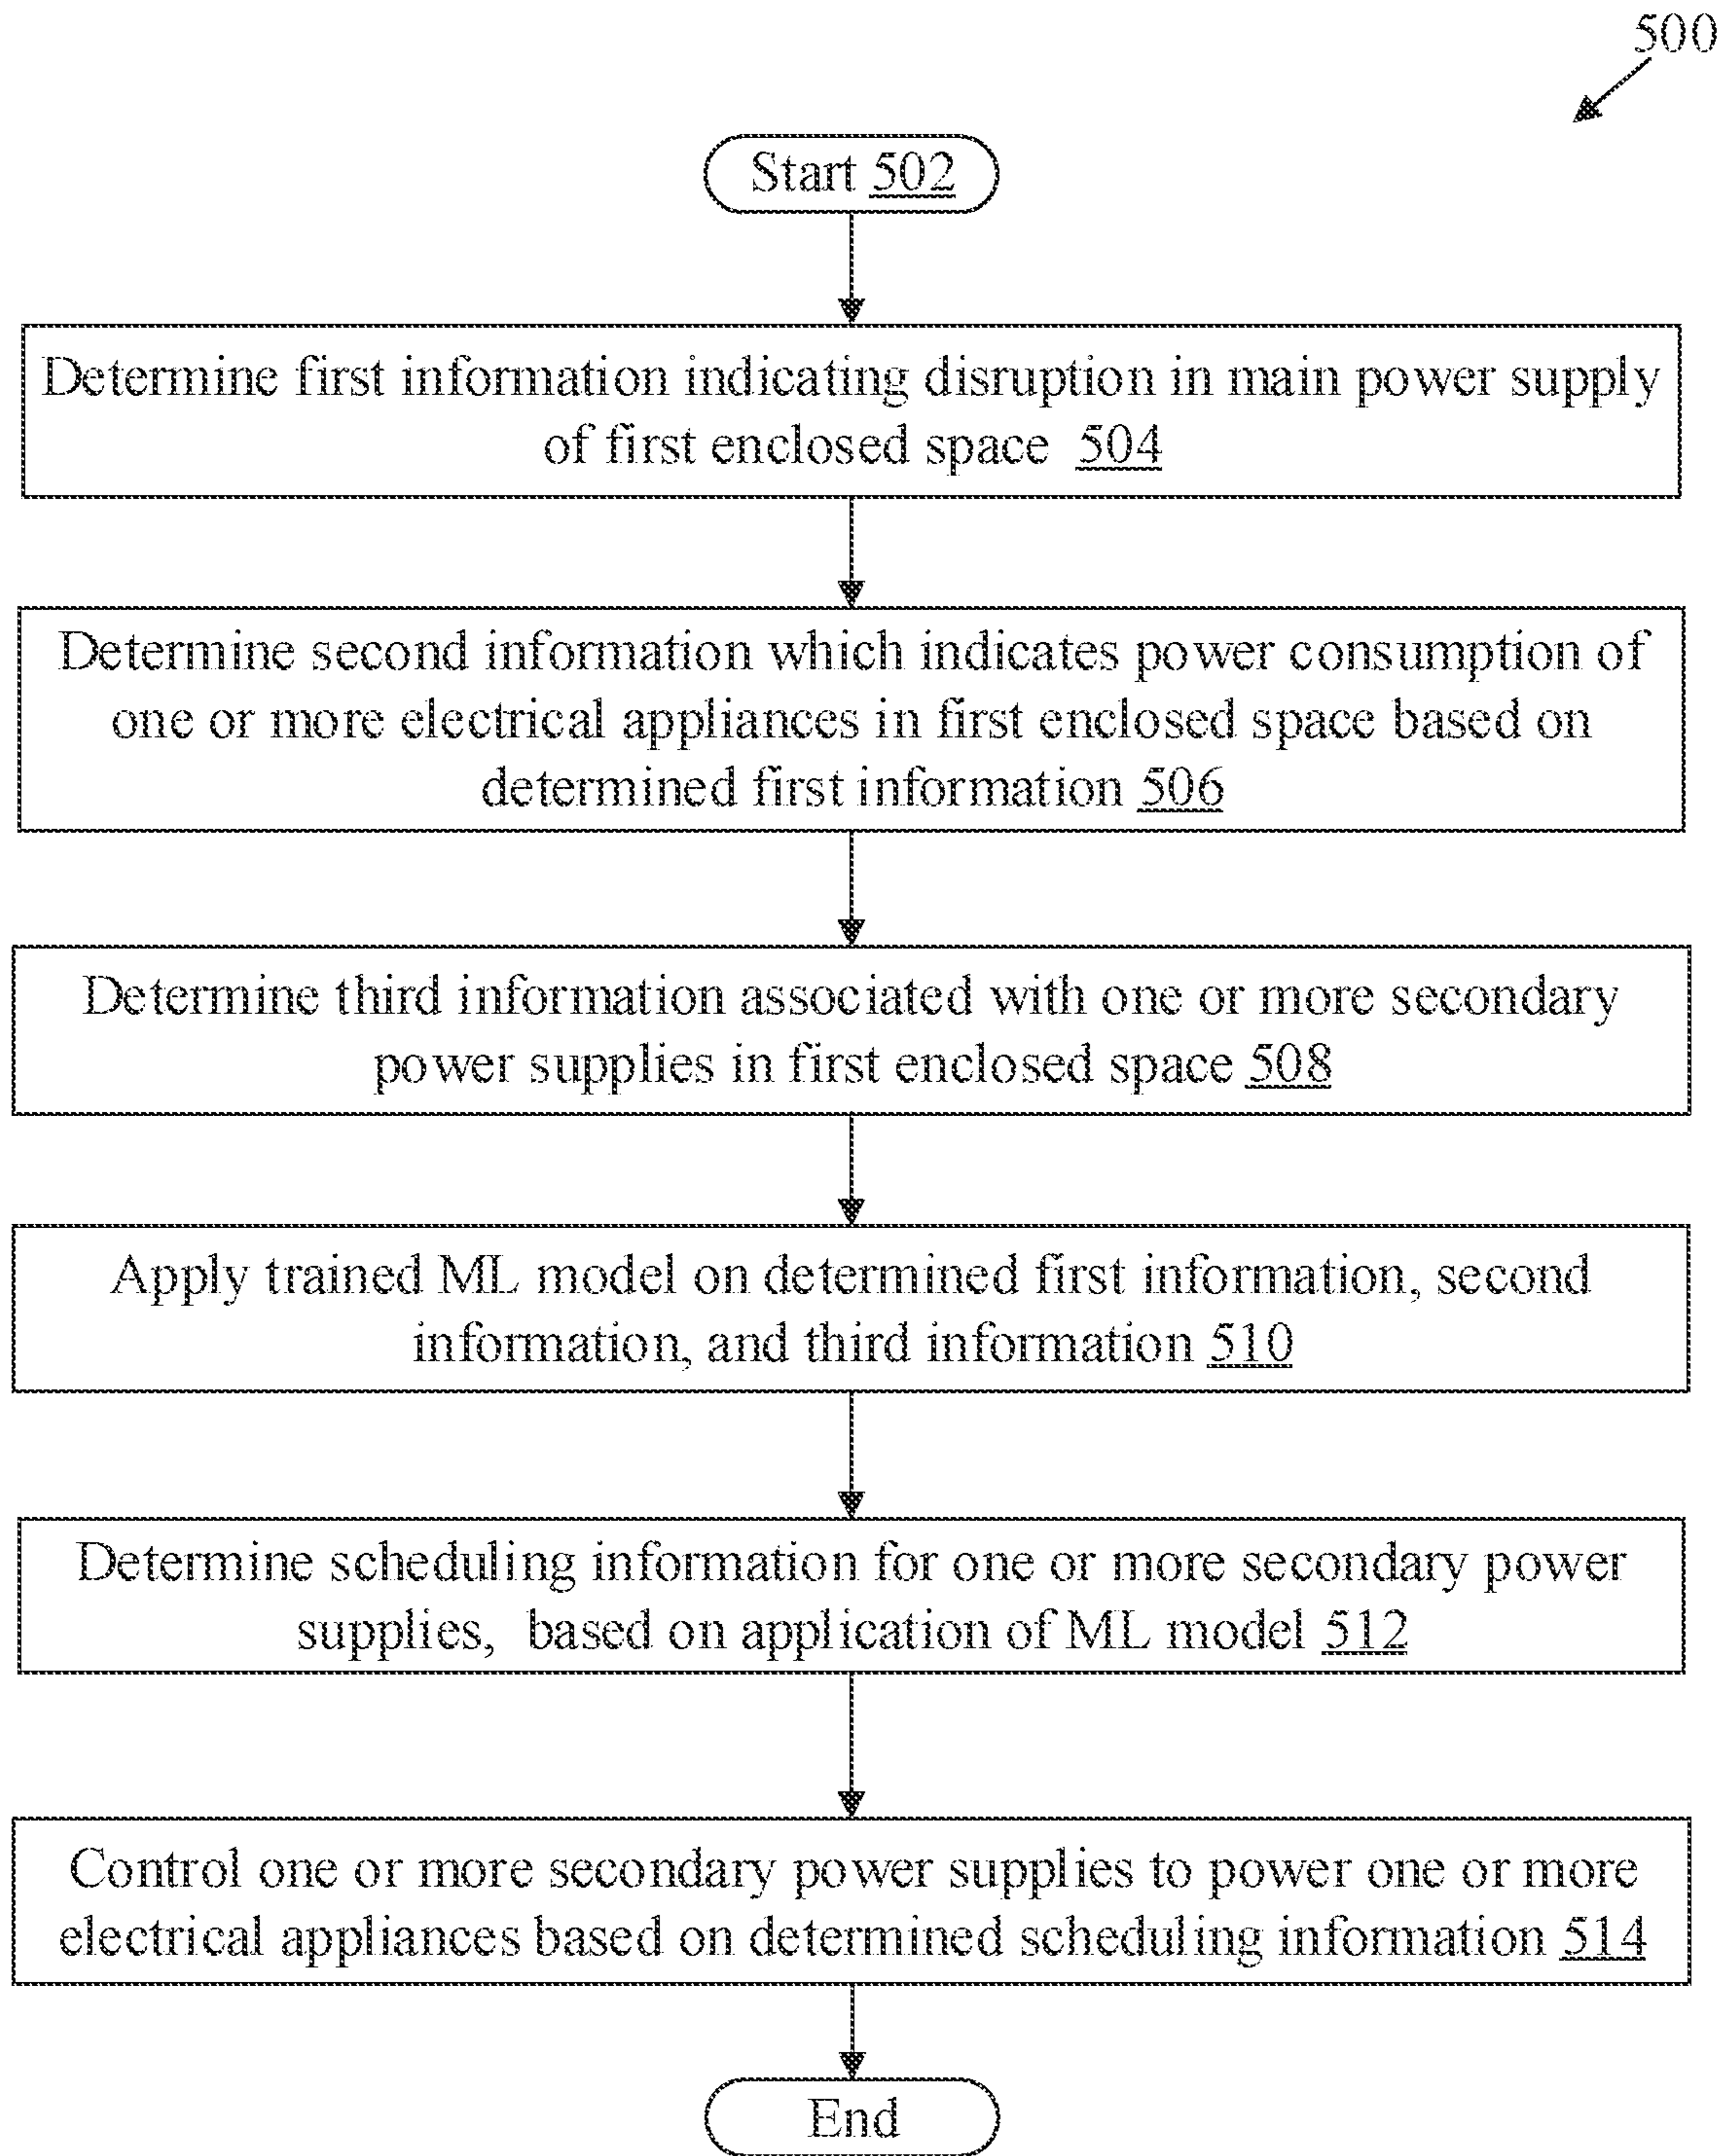 500
Start 502
Determine first information indicating disruption in main power supply
of first enclosed space 504
Determine second information which indicates power consumption of
one or more electrical appliances in first enclosed space based on
determined first information 506
Determine third information associated with one or more secondary
power supplies in first enclosed space 508
Apply trained ML model on determined first information, second
information, and third information 510
Determine scheduling information for one or more secondary power
supplies, based on application of ML model 512
Control one or more secondary power supplies to power one or more
electrical appliances based on determined scheduling information 514
End